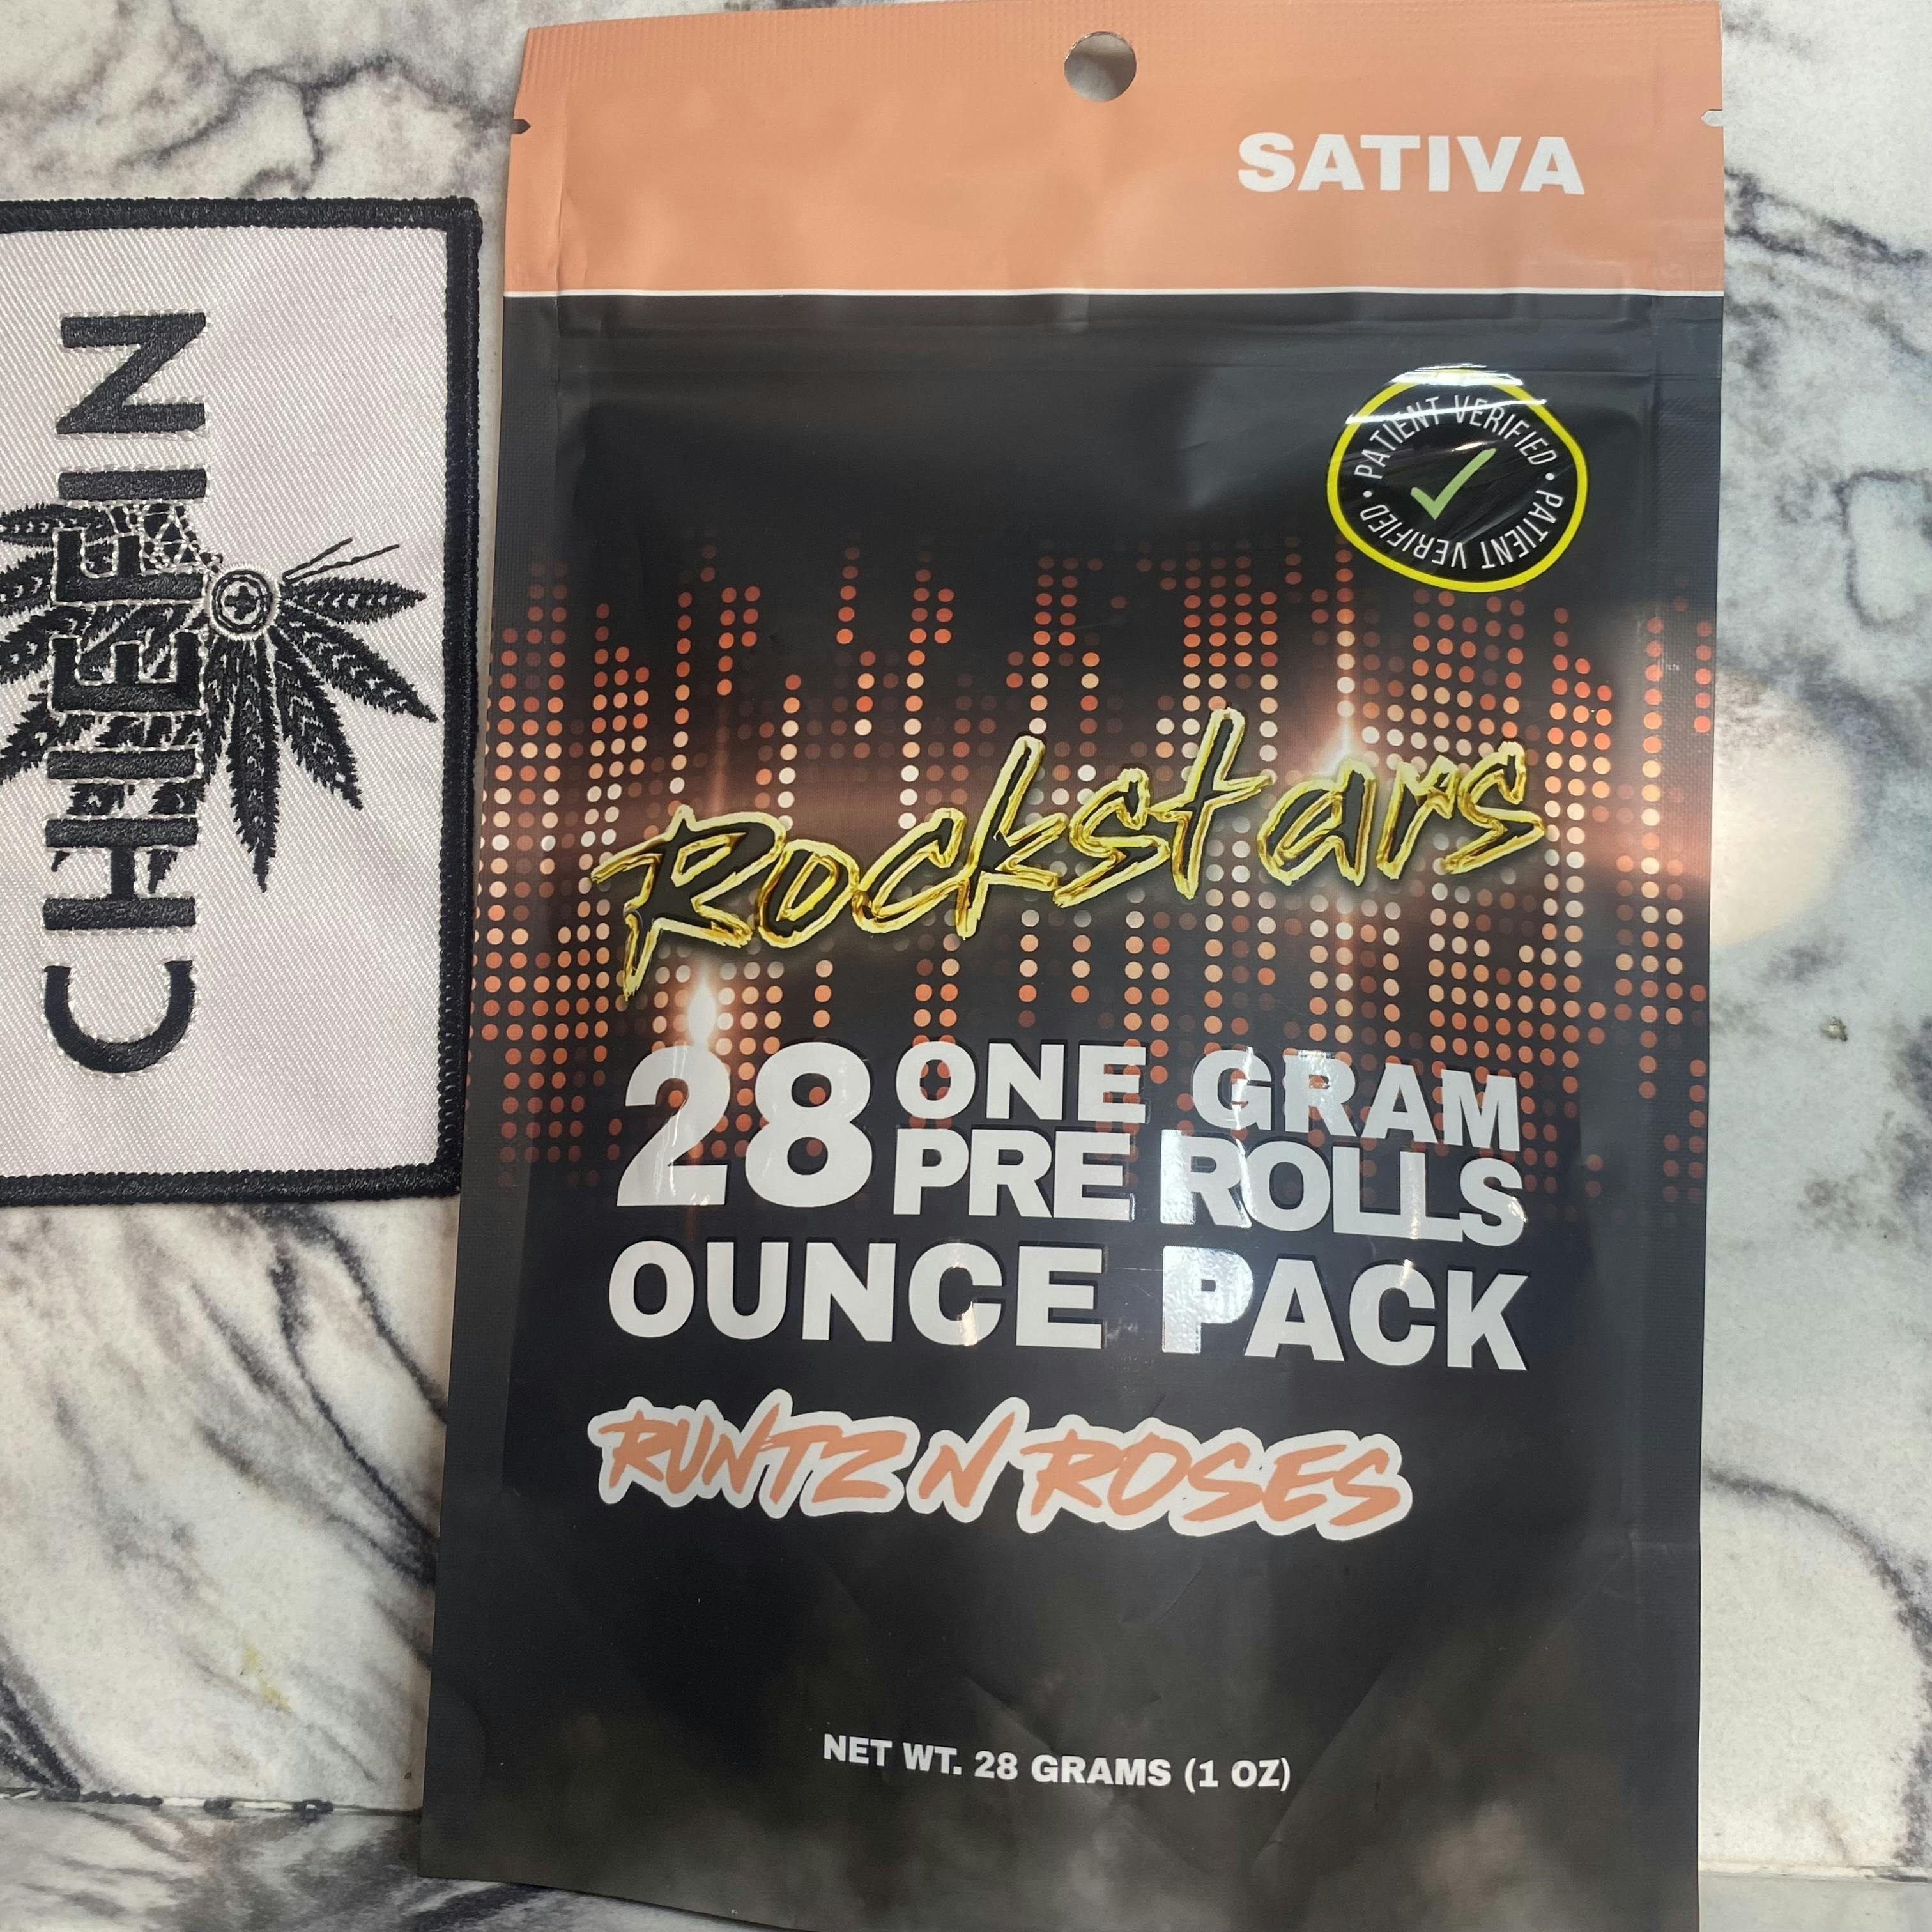 CHIEFIN
SATIVA
PATIENT VERIFIED • PATIENT VERIFIED •
Rockstars
28 ONE GRAM
PRE ROLLS
OUNCE PACK
RUNTZ N ROSES
NET WT. 28 GRAMS (1 OZ)